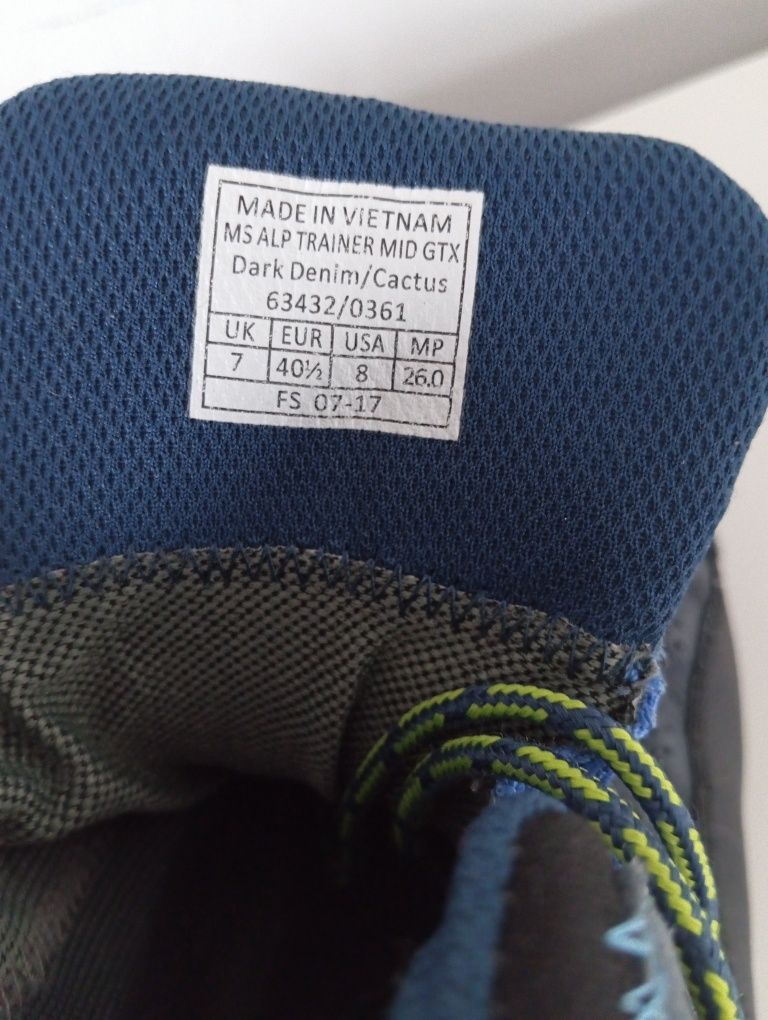 MADE IN VIETNAM
MS ALP TRAINER MID GTX
Dark Denim/Cactus
63432/0361
UK EUR USA MP
7 40½ 8 26.0
FS 07-17